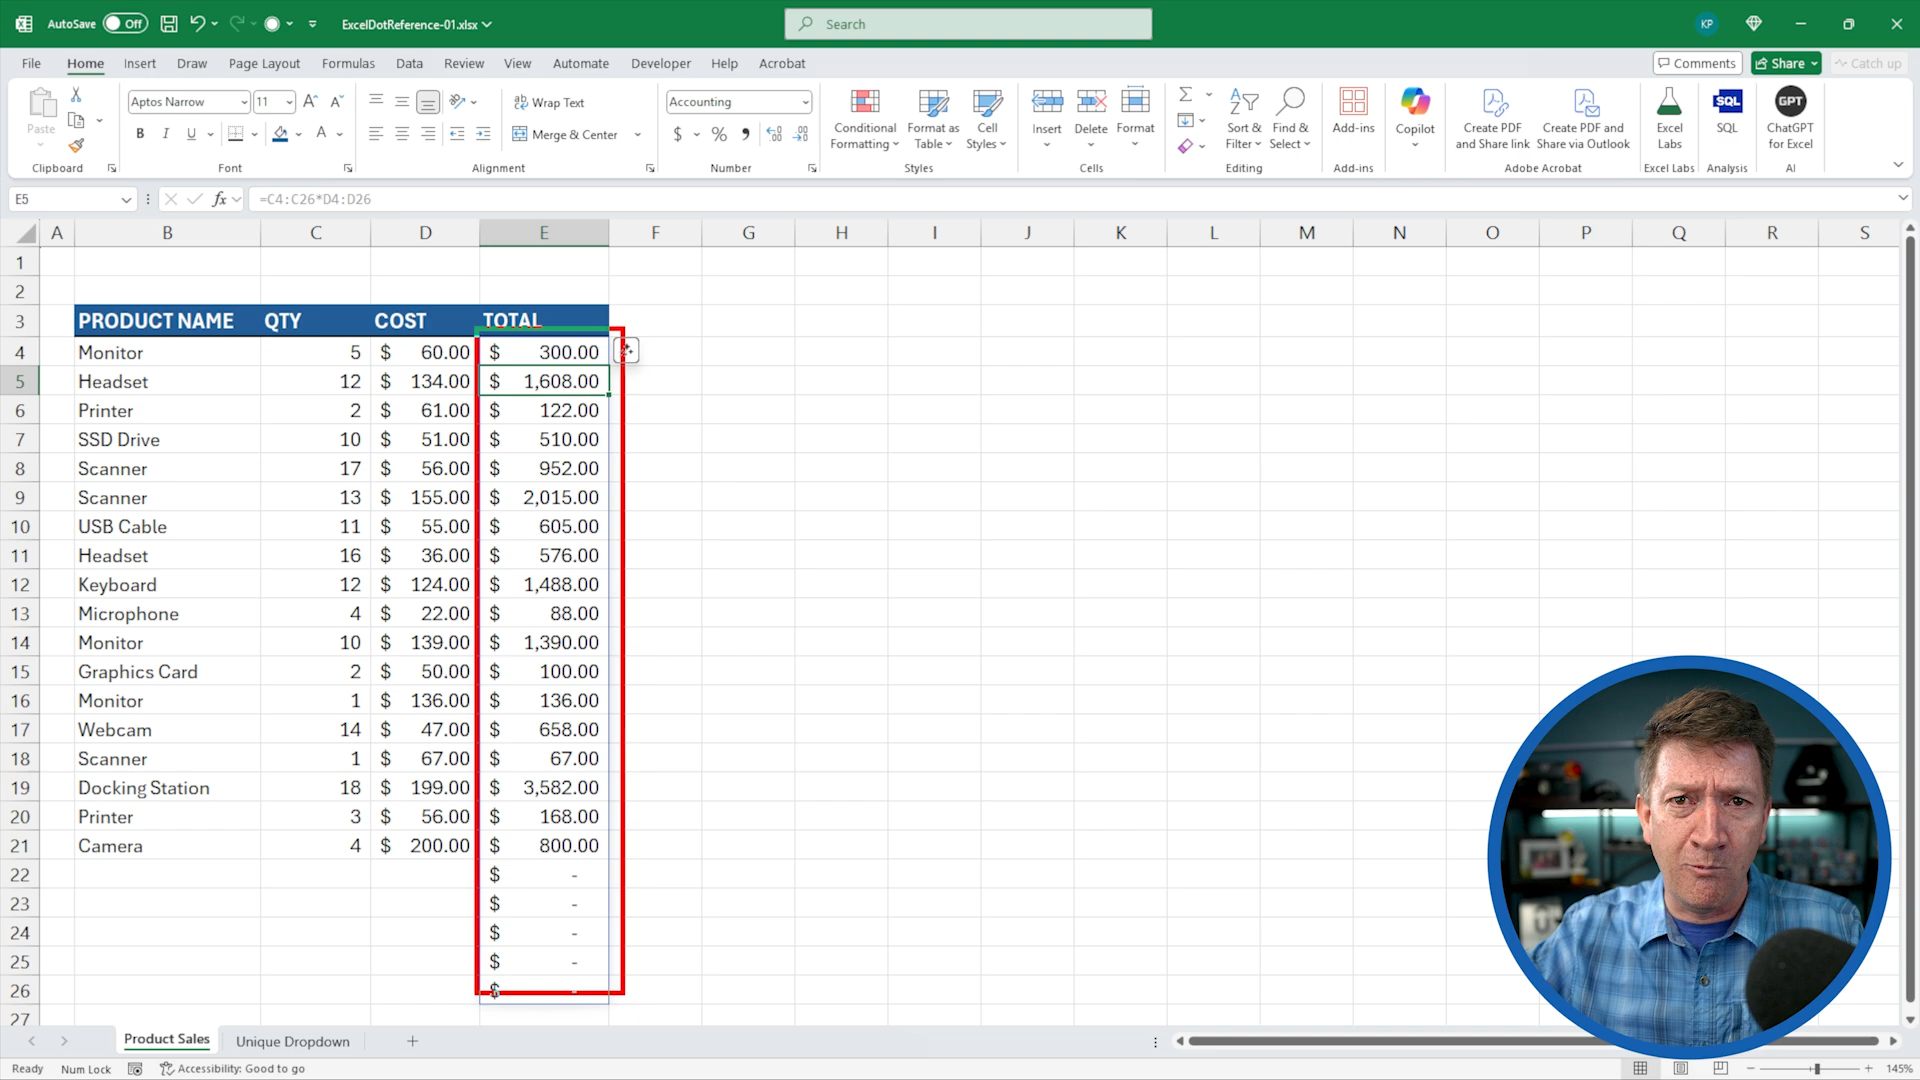 AutoSave Off ExcelDotReference-01.xlsx Search KP
File Home Insert Draw Page Layout Formulas Data Review View Automate Developer Help Acrobat Comments Share Catch up
Paste Aptos Narrow 11 Wrap Text Accounting Conditional Formatting Format as Table Cell Styles Insert Delete Format Sort & Filter Find & Select Add-ins Copilot Create PDF and Share link Create PDF and Share via Outlook Excel Labs SQL SQL GPT ChatGPT for Excel
B I U Merge & Center $ %
Clipboard Font Alignment Number Styles Cells Editing Add-ins Adobe Acrobat Excel Labs Analysis AI
E5 fx =C4:C26*D4:D26
A B C D E F G H I J K L M N O P Q R S
1
2
3 PRODUCT NAME QTY COST TOTAL
4 Monitor 5 $ 60.00 $ 300.00
5 Headset 12 $ 134.00 $ 1,608.00
6 Printer 2 $ 61.00 $ 122.00
7 SSD Drive 10 $ 51.00 $ 510.00
8 Scanner 17 $ 56.00 $ 952.00
9 Scanner 13 $ 155.00 $ 2,015.00
10 USB Cable 11 $ 55.00 $ 605.00
11 Headset 16 $ 36.00 $ 576.00
12 Keyboard 12 $ 124.00 $ 1,488.00
13 Microphone 4 $ 22.00 $ 88.00
14 Monitor 10 $ 139.00 $ 1,390.00
15 Graphics Card 2 $ 50.00 $ 100.00
16 Monitor 1 $ 136.00 $ 136.00
17 Webcam 14 $ 47.00 $ 658.00
18 Scanner 1 $ 67.00 $ 67.00
19 Docking Station 18 $ 199.00 $ 3,582.00
20 Printer 3 $ 56.00 $ 168.00
21 Camera 4 $ 200.00 $ 800.00
22 $ -
23 $ -
24 $ -
25 $ -
26 $ -
27
Product Sales Unique Dropdown
Ready Num Lock Accessibility: Good to go 145%